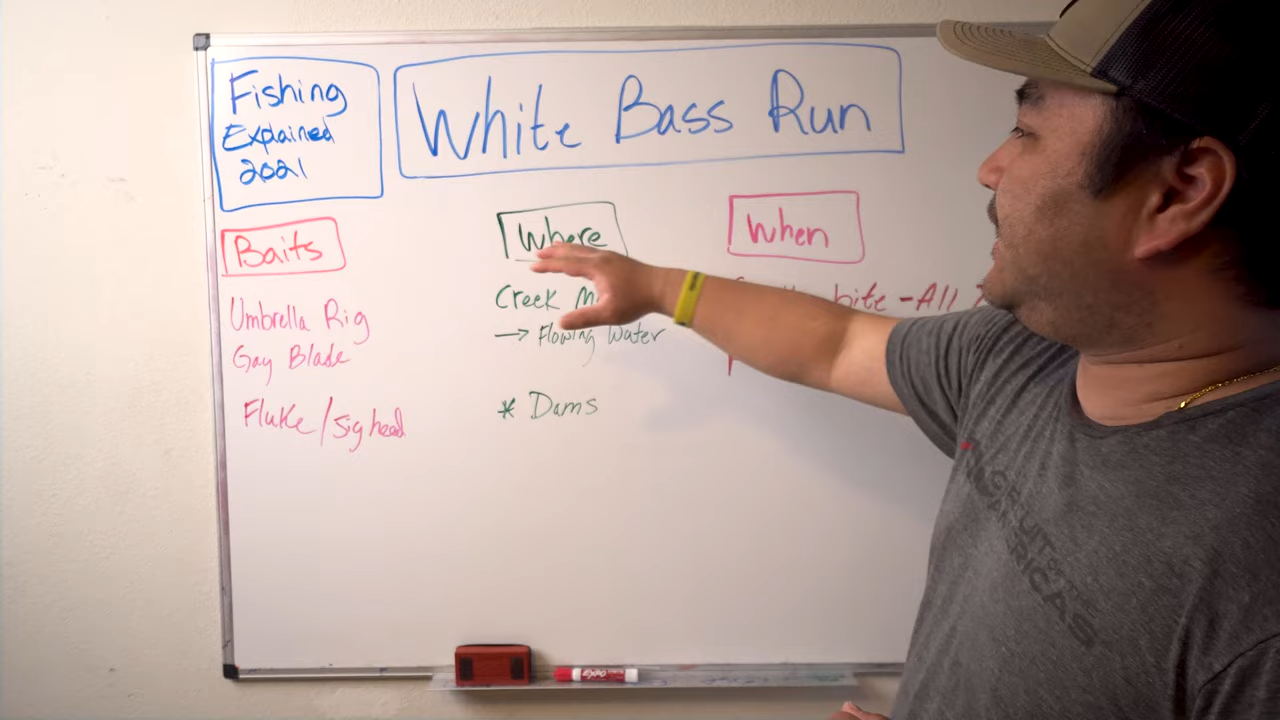 Fishing
Explained
2021
White Bass Run
Baits
Umbrella Rig
Gay Blade
Fluke/Jig head
Where
Creek
→ Flowing Water
* Dams
When
bite - All
EXPO